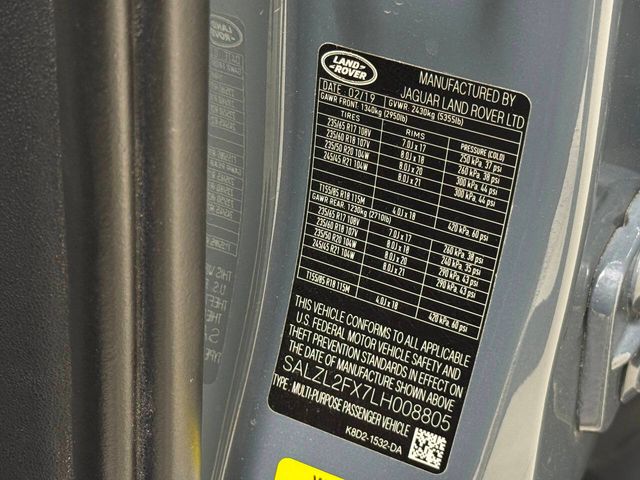 LAND
ROVER
MANUFACTURED BY
JAGUAR LAND ROVER LTD
DATE: 02/19 GVWR: 2430kg (5355lb)
GAWR FRONT: 1340kg (2950lb)
TIRES RIMS PRESSURE (COLD)
235/65 R17 108V 7.0J x 17 250 kPa, 37 psi
235/60 R18 107V 8.0J x 18 260 kPa, 38 psi
235/50 R20 104W 8.0J x 20 300 kPa, 44 psi
245/45 R21 104W 8.0J x 21 300 kPa, 44 psi
T155/85 R18 115M 4.0J x 18 420 kPa, 60 psi
GAWR REAR: 1230kg (2710lb)
235/65 R17 108V 7.0J x 17 260 kPa, 38 psi
235/60 R18 107V 8.0J x 18 240 kPa, 35 psi
235/50 R20 104W 8.0J x 20 290 kPa, 43 psi
245/45 R21 104W 8.0J x 21 290 kPa, 43 psi
T155/85 R18 115M 4.0J x 18 420 kPa, 60 psi
THIS VEHICLE CONFORMS TO ALL APPLICABLE
U.S. FEDERAL MOTOR VEHICLE SAFETY AND
THEFT PREVENTION STANDARDS IN EFFECT ON
THE DATE OF MANUFACTURE SHOWN ABOVE
SALZL2FX7LH008805
TYPE: MULTI-PURPOSE PASSENGER VEHICLE
K8D2-1532-DA